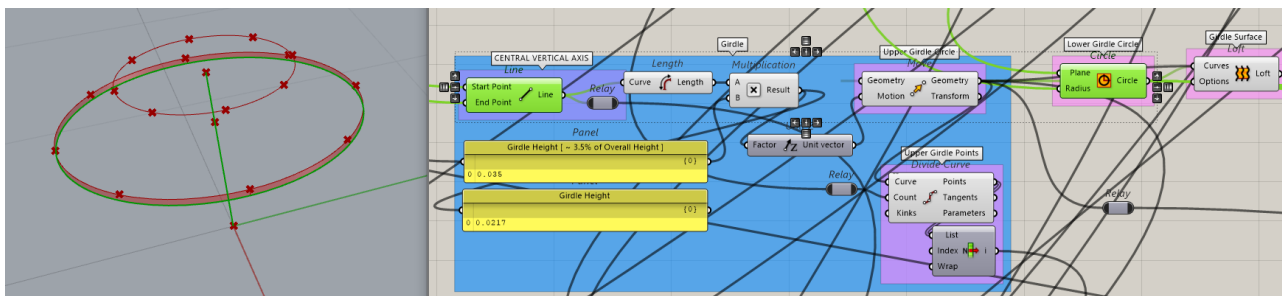 CENTRAL VERTICAL AXIS
Line
Start Point
End Point
Line
Relay
Length
Curve
Length
Girdle
Multiplication
A
B
Result
Upper Girdle Circle
Move
Geometry
Motion
Geometry
Transform
Lower Girdle Circle
Circle
Plane
Radius
Circle
Girdle Surface
Loft
Curves
Options
Loft
Panel
Girdle Height [ ~ 3.5% of Overall Height ]
{0}
0 0.035
Girdle Height
{0}
0 0.0217
Factor
Z
Unit vector
Relay
Upper Girdle Points
Divide Curve
Curve
Count
Kinks
Points
Tangents
Parameters
List
Index
Wrap
N
i
Relay